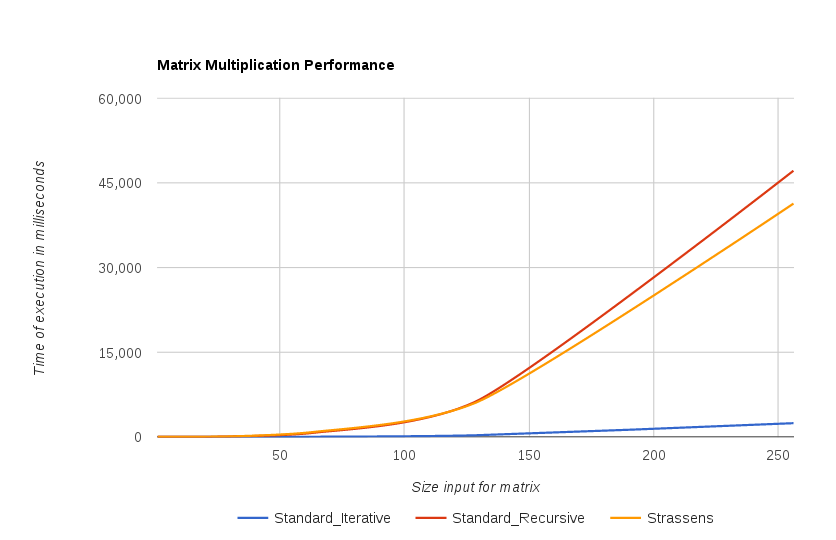 Matrix Multiplication Performance
60,000
45,000
30,000
15,000
0
Time of execution in milliseconds
50 100 150 200 250
Size input for matrix
Standard_Iterative Standard_Recursive Strassens